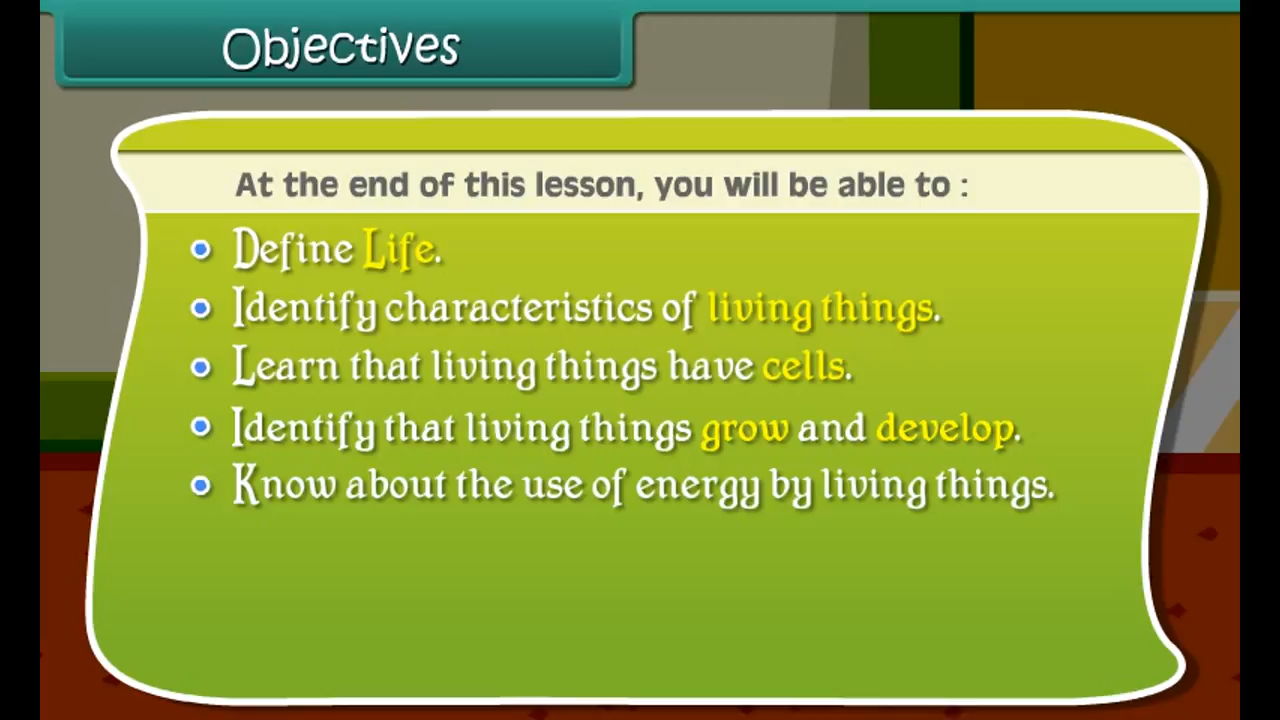 Objectives
At the end of this lesson, you will be able to :
Define Life.
Identify characteristics of living things.
Learn that living things have cells.
Identify that living things grow and develop.
Know about the use of energy by living things.